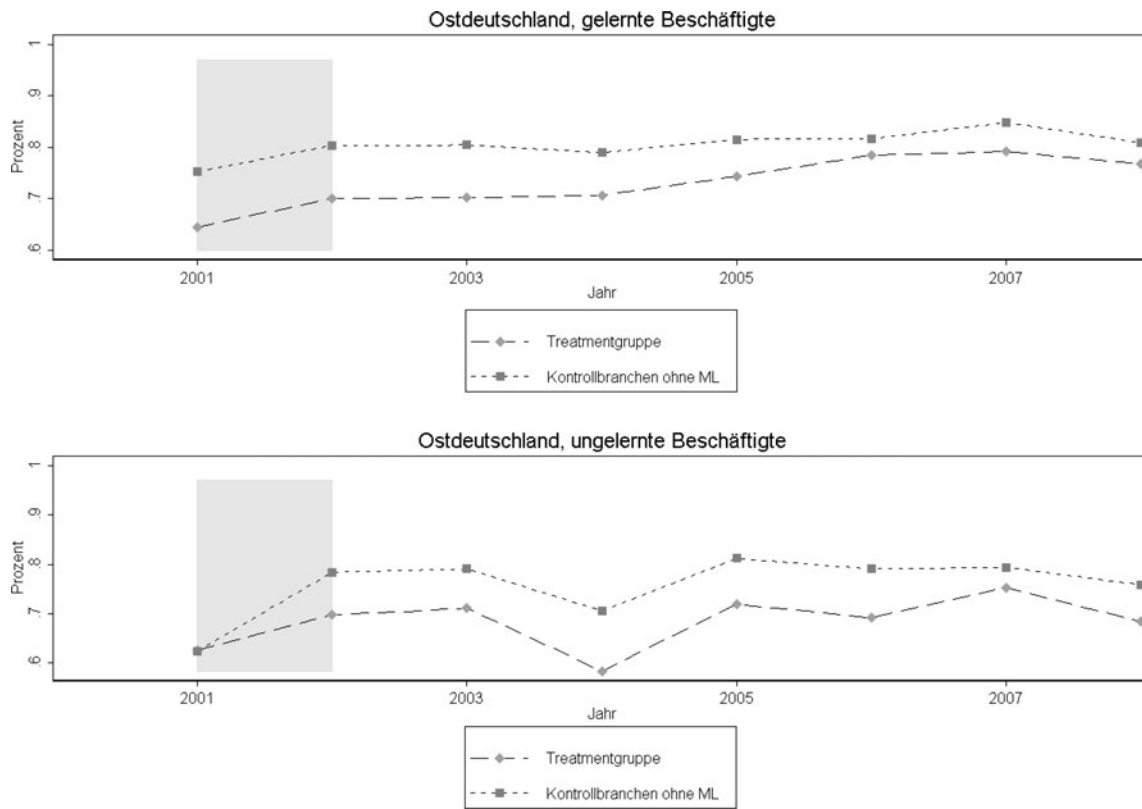 Ostdeutschland, gelernte Beschäftigte
1
.9
.8
.7
.6
Prozent
2001 2003 2005 2007
Jahr
Treatmentgruppe
Kontrollbranchen ohne ML
Ostdeutschland, ungelernte Beschäftigte
1
.9
.8
.7
.6
Prozent
2001 2003 2005 2007
Jahr
Treatmentgruppe
Kontrollbranchen ohne ML